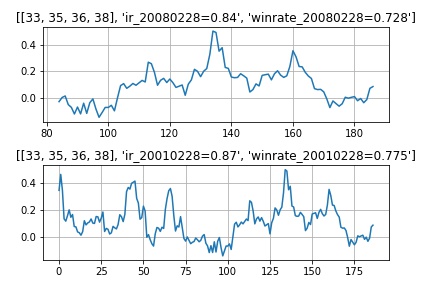 [[33, 35, 36, 38], 'ir_20080228=0.84', 'winrate_20080228=0.728']
0.4
0.2
0.0
80 100 120 140 160 180
[[33, 35, 36, 38], 'ir_20010228=0.87', 'winrate_20010228=0.775']
0.4
0.2
0.0
0 25 50 75 100 125 150 175